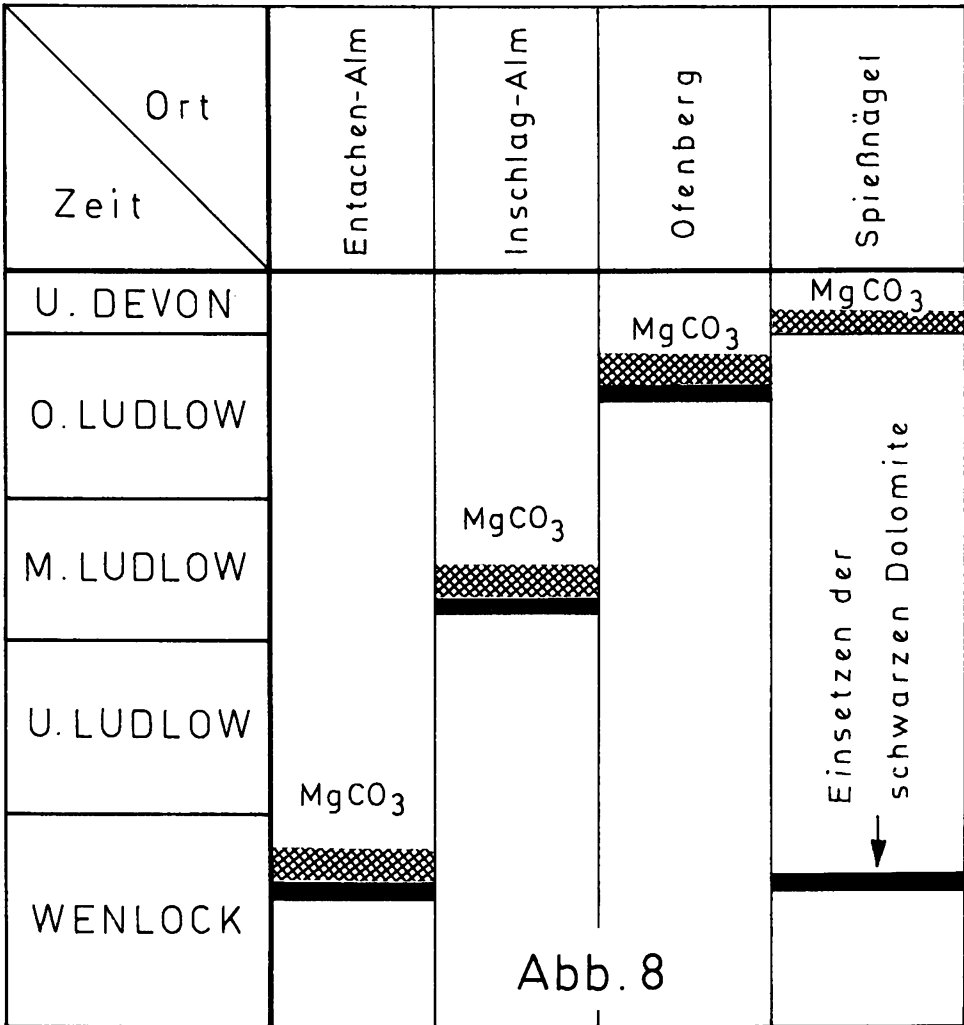 Ort
Zeit
Entachen-Alm
Inschlag-Alm
Ofenberg
Spießnägel
U. DEVON
MgCO3
MgCO3
O. LUDLOW
M. LUDLOW
MgCO3
U. LUDLOW
Einsetzen der
schwarzen Dolomite
MgCO3
WENLOCK
Abb. 8